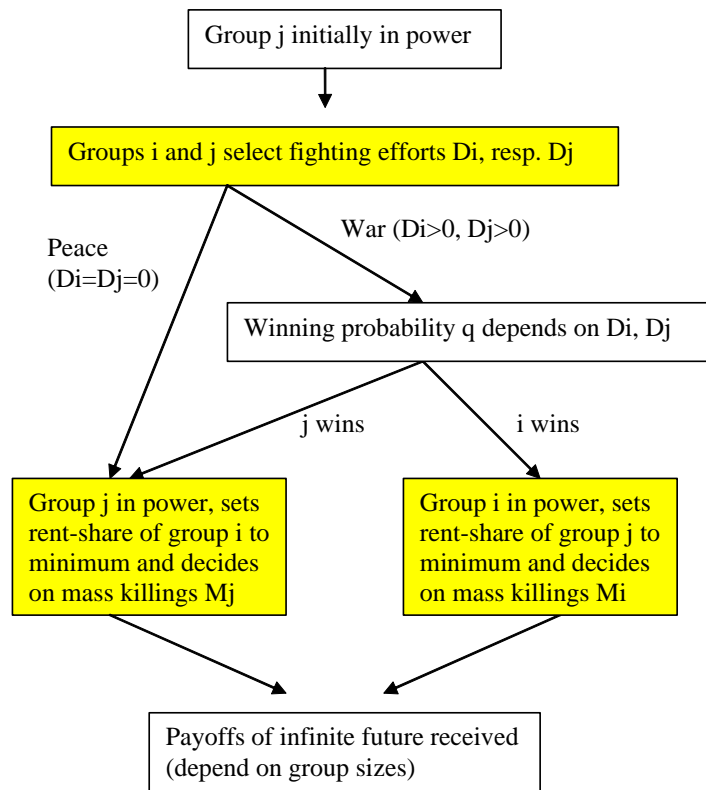 Group j initially in power
Groups i and j select fighting efforts Di, resp. Dj
War (Di>0, Dj>0)
Peace
(Di=Dj=0)
Winning probability q depends on Di, Dj
j wins
i wins
Group j in power, sets
rent-share of group i to
minimum and decides
on mass killings Mj
Group i in power, sets
rent-share of group j to
minimum and decides
on mass killings Mi
Payoffs of infinite future received
(depend on group sizes)